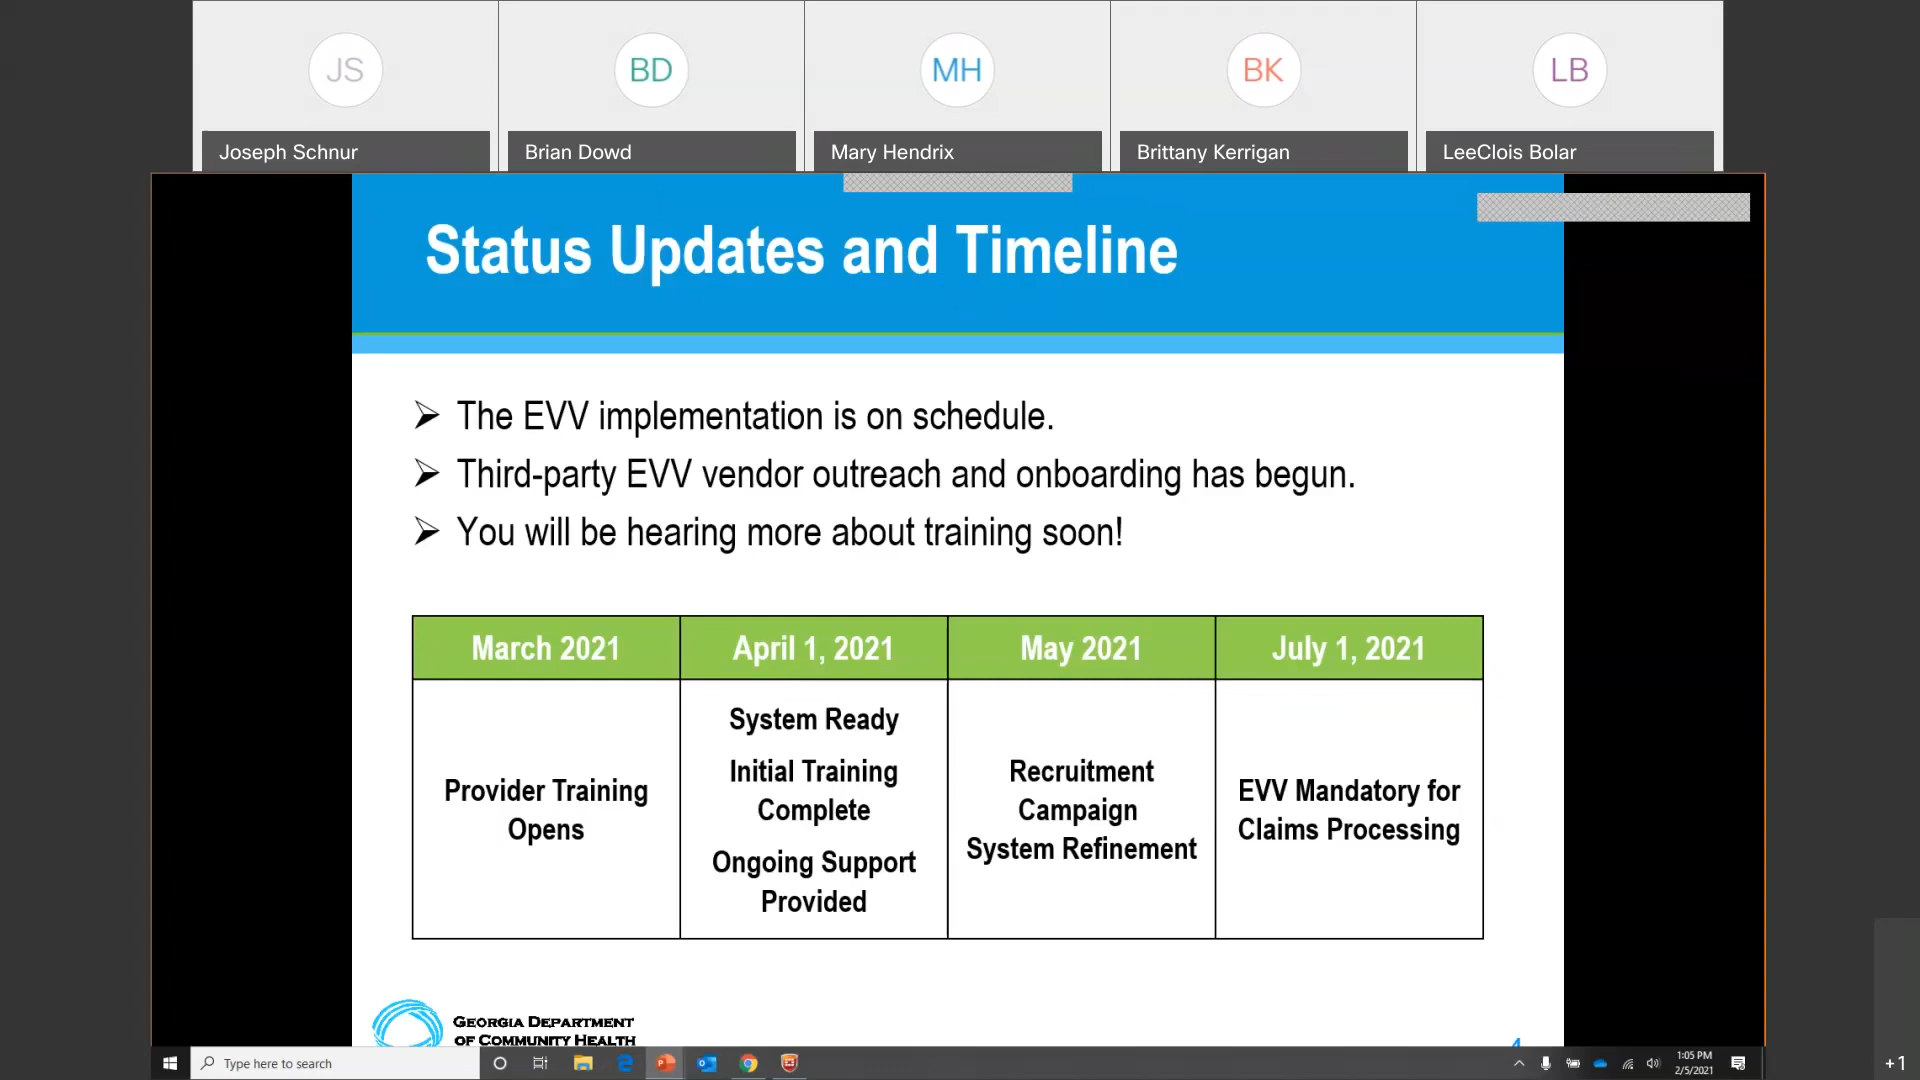 JS BD MH BK LB
Joseph Schnur Brian Dowd Mary Hendrix Brittany Kerrigan LeeClois Bolar
Status Updates and Timeline
➢ The EVV implementation is on schedule.
➢ Third-party EVV vendor outreach and onboarding has begun.
➢ You will be hearing more about training soon!
March 2021 April 1, 2021 May 2021 July 1, 2021
Provider Training
Opens
System Ready
Initial Training
Complete
Ongoing Support
Provided
Recruitment
Campaign
System Refinement
EVV Mandatory for
Claims Processing
GEORGIA DEPARTMENT
OF COMMUNITY HEALTH
4
Type here to search
1:05 PM
2/5/2021
+1